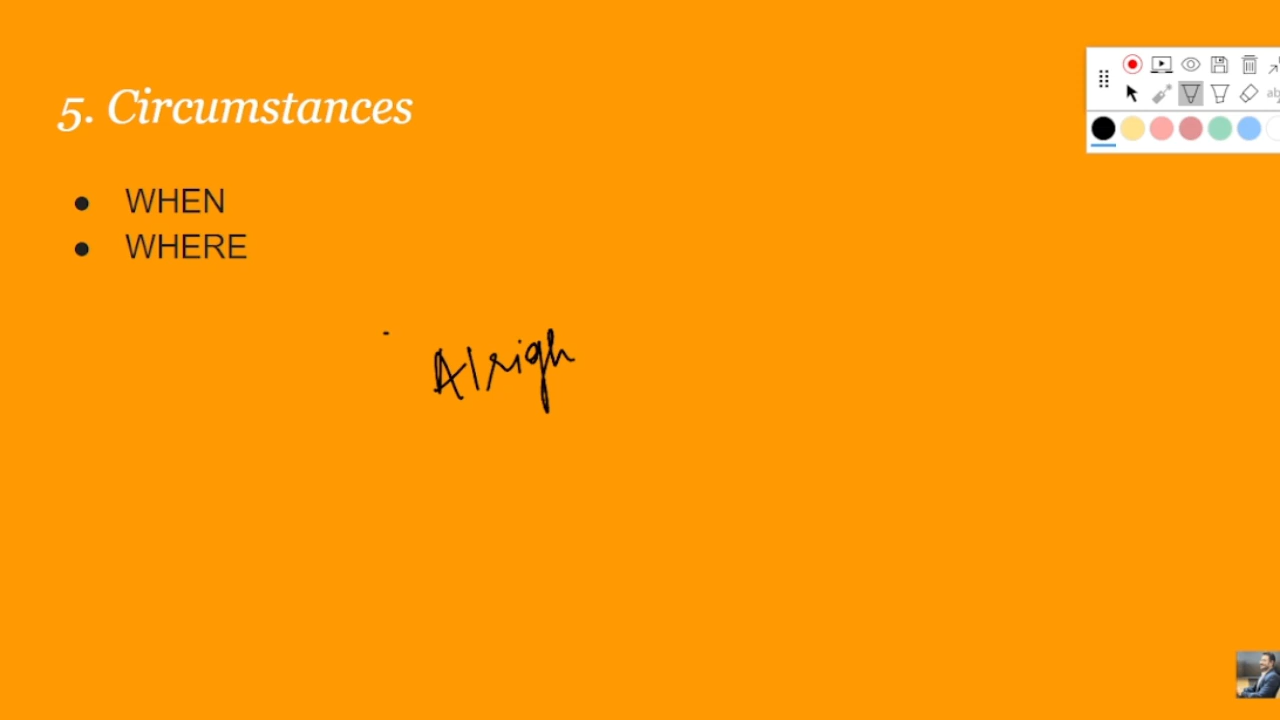 5. Circumstances
● WHEN
● WHERE
Alrigh